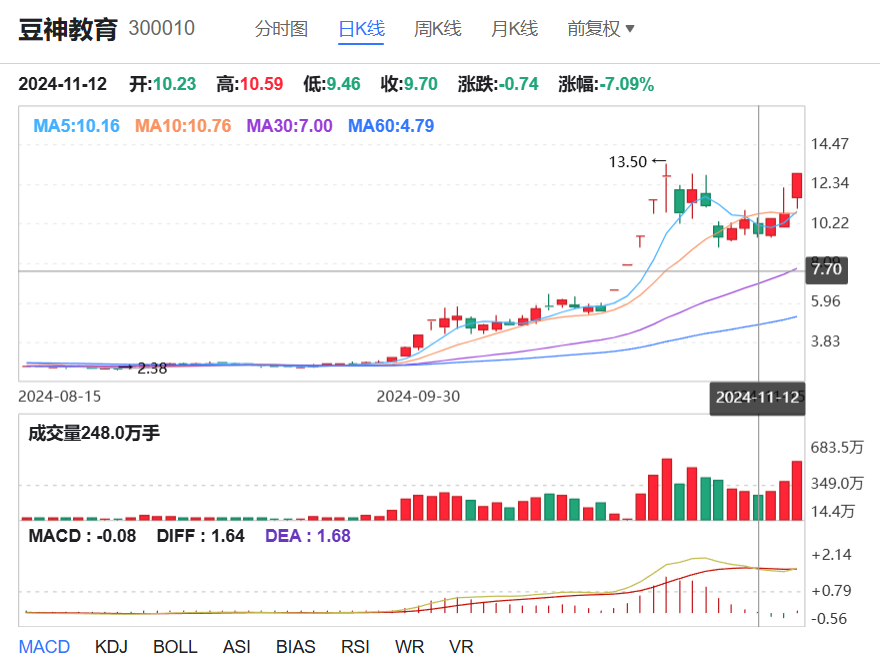 豆神教育 300010 分时图 日K线 周K线 月K线 前复权▼
2024-11-12 开:10.23 高:10.59 低:9.46 收:9.70 涨跌:-0.74 涨幅:-7.09%
MA5:10.16 MA10:10.76 MA30:7.00 MA60:4.79
14.47
13.50←
12.34
10.22
7.70
5.96
3.83
→2.38
2024-08-15 2024-09-30 2024-11-12
成交量248.0万手
683.5万
349.0万
14.4万
MACD : -0.08 DIFF : 1.64 DEA : 1.68
+2.14
+0.79
-0.56
MACD KDJ BOLL ASI BIAS RSI WR VR